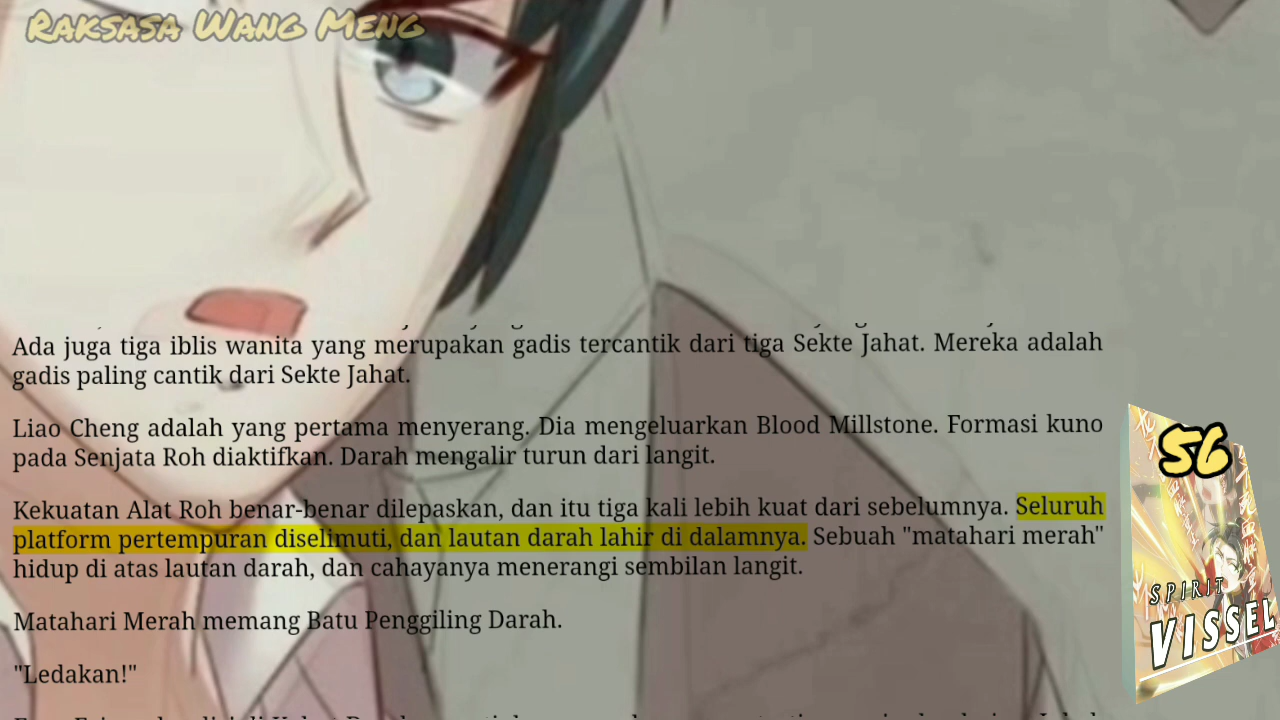 Raksasa Wang Meng
Ada juga tiga iblis wanita yang merupakan gadis tercantik dari tiga Sekte Jahat. Mereka adalah
gadis paling cantik dari Sekte Jahat.
Liao Cheng adalah yang pertama menyerang. Dia mengeluarkan Blood Millstone. Formasi kuno
pada Senjata Roh diaktifkan. Darah mengalir turun dari langit.
Kekuatan Alat Roh benar-benar dilepaskan, dan itu tiga kali lebih kuat dari sebelumnya. Seluruh
platform pertempuran diselimuti, dan lautan darah lahir di dalamnya. Sebuah "matahari merah"
hidup di atas lautan darah, dan cahayanya menerangi sembilan langit.
Matahari Merah memang Batu Penggiling Darah.
"Ledakan!"
56
SPIRIT
VISSEL